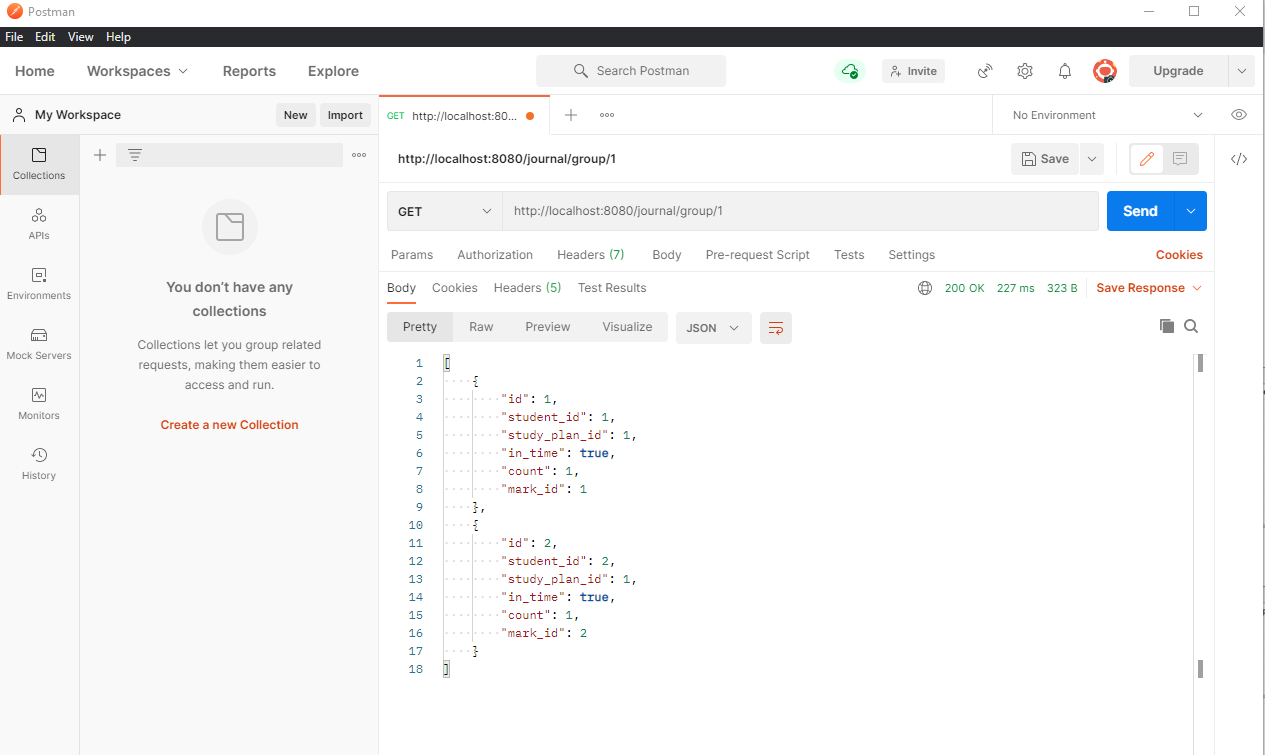 Postman
File Edit View Help
Home Workspaces Reports Explore Search Postman Invite Upgrade
My Workspace New Import GET http://localhost:80... No Environment
Collections
APIs
Environments
Mock Servers
Monitors
History
You don't have any
collections
Collections let you group related
requests, making them easier to
access and run.
Create a new Collection
http://localhost:8080/journal/group/1 Save
GET http://localhost:8080/journal/group/1 Send
Params Authorization Headers (7) Body Pre-request Script Tests Settings Cookies
Body Cookies Headers (5) Test Results 200 OK 227 ms 323 B Save Response
Pretty Raw Preview Visualize JSON
1 [
2 {
3 "id": 1,
4 "student_id": 1,
5 "study_plan_id": 1,
6 "in_time": true,
7 "count": 1,
8 "mark_id": 1
9 },
10 {
11 "id": 2,
12 "student_id": 2,
13 "study_plan_id": 1,
14 "in_time": true,
15 "count": 1,
16 "mark_id": 2
17 }
18 ]